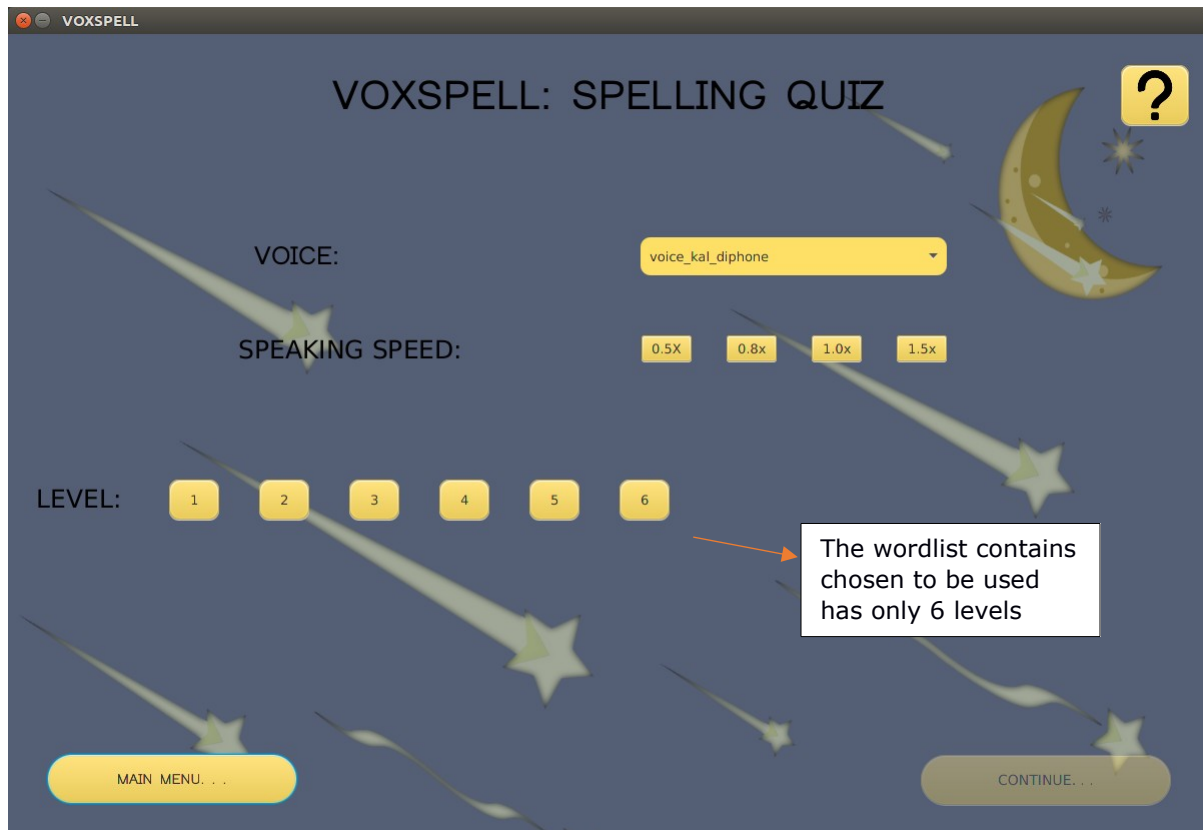 VOXSPELL
VOXSPELL: SPELLING QUIZ
?
VOICE:
voice_kal_diphone
SPEAKING SPEED:
0.5X 0.8x 1.0x 1.5x
LEVEL:
1 2 3 4 5 6
The wordlist contains
chosen to be used
has only 6 levels
MAIN MENU. . .
CONTINUE. . .